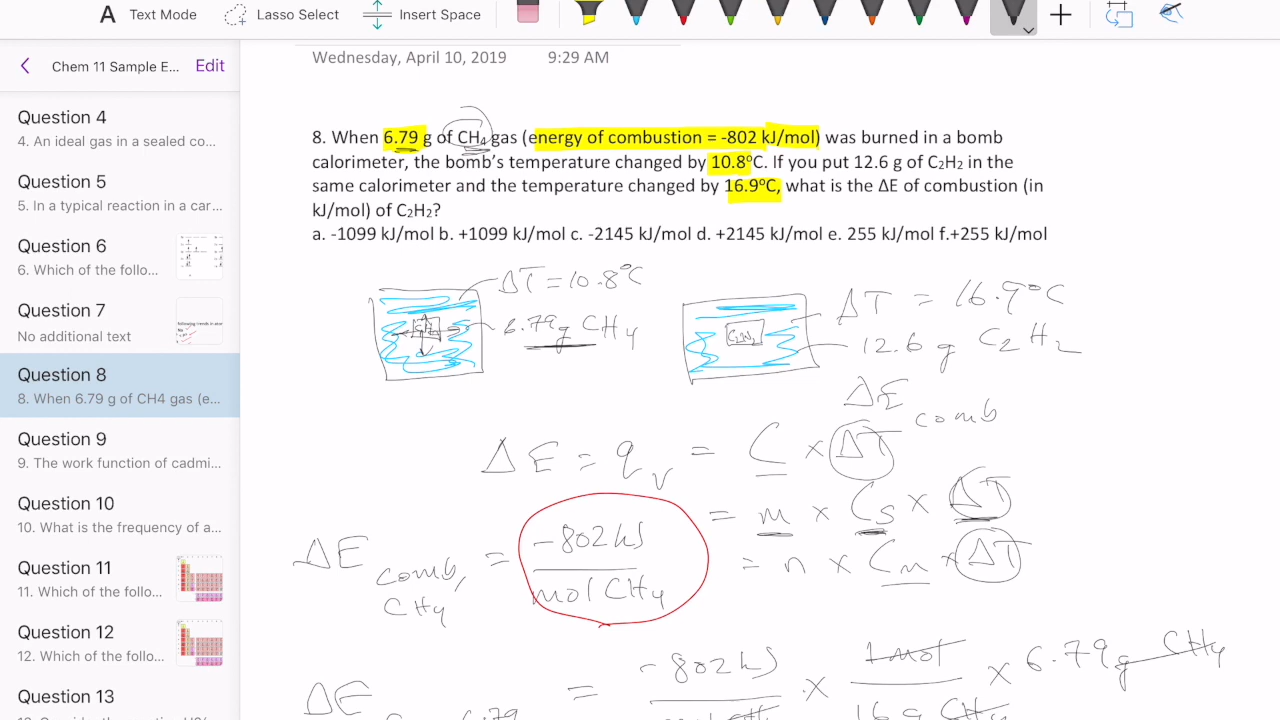 Text Mode Lasso Select Insert Space
Wednesday, April 10, 2019 9:29 AM
Chem 11 Sample E... Edit
Question 4
4. An ideal gas in a sealed co...
Question 5
5. In a typical reaction in a car...
Question 6
6. Which of the follo...
Question 7
No additional text
Question 8
8. When 6.79 g of CH4 gas (e...
Question 9
9. The work function of cadmi...
Question 10
10. What is the frequency of a...
Question 11
11. Which of the follo...
Question 12
12. Which of the follo...
Question 13
8. When 6.79 g of CH₄ gas (energy of combustion = -802 kJ/mol) was burned in a bomb
calorimeter, the bomb's temperature changed by 10.8°C. If you put 12.6 g of C₂H₂ in the
same calorimeter and the temperature changed by 16.9°C, what is the ΔE of combustion (in
kJ/mol) of C₂H₂?
a. -1099 kJ/mol b. +1099 kJ/mol c. -2145 kJ/mol d. +2145 kJ/mol e. 255 kJ/mol f.+255 kJ/mol
ΔT = 10.8°C
6.79g CH₄
ΔT = 16.9°C
C₂H₂
12.6 g C₂H₂
ΔE comb
ΔE = qᵥ = C × ΔT
= m × Cs × ΔT
= n × Cm × ΔT
ΔE comb, CH₄ = -802 kJ
mol CH₄
ΔE = -802 kJ × 1 mol × 6.79g CH₄
6.79
16 g CH₄